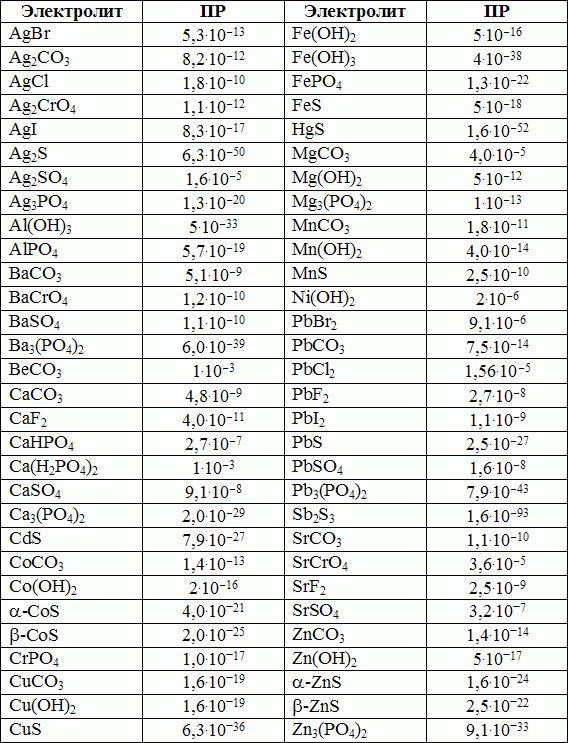 Электролит ПР Электролит ПР
AgBr 5,3·10⁻¹³ Fe(OH)₂ 5·10⁻¹⁶
Ag₂CO₃ 8,2·10⁻¹² Fe(OH)₃ 4·10⁻³⁸
AgCl 1,8·10⁻¹⁰ FePO₄ 1,3·10⁻²²
Ag₂CrO₄ 1,1·10⁻¹² FeS 5·10⁻¹⁸
AgI 8,3·10⁻¹⁷ HgS 1,6·10⁻⁵²
Ag₂S 6,3·10⁻⁵⁰ MgCO₃ 4,0·10⁻⁵
Ag₂SO₄ 1,6·10⁻⁵ Mg(OH)₂ 5·10⁻¹²
Ag₃PO₄ 1,3·10⁻²⁰ Mg₃(PO₄)₂ 1·10⁻¹³
Al(OH)₃ 5·10⁻³³ MnCO₃ 1,8·10⁻¹¹
AlPO₄ 5,7·10⁻¹⁹ Mn(OH)₂ 4,0·10⁻¹⁴
BaCO₃ 5,1·10⁻⁹ MnS 2,5·10⁻¹⁰
BaCrO₄ 1,2·10⁻¹⁰ Ni(OH)₂ 2·10⁻⁶
BaSO₄ 1,1·10⁻¹⁰ PbBr₂ 9,1·10⁻⁶
Ba₃(PO₄)₂ 6,0·10⁻³⁹ PbCO₃ 7,5·10⁻¹⁴
BeCO₃ 1·10⁻³ PbCl₂ 1,56·10⁻⁵
CaCO₃ 4,8·10⁻⁹ PbF₂ 2,7·10⁻⁸
CaF₂ 4,0·10⁻¹¹ PbI₂ 1,1·10⁻⁹
CaHPO₄ 2,7·10⁻⁷ PbS 2,5·10⁻²⁷
Ca(H₂PO₄)₂ 1·10⁻³ PbSO₄ 1,6·10⁻⁸
CaSO₄ 9,1·10⁻⁸ Pb₃(PO₄)₂ 7,9·10⁻⁴³
Ca₃(PO₄)₂ 2,0·10⁻²⁹ Sb₂S₃ 1,6·10⁻⁹³
CdS 7,9·10⁻²⁷ SrCO₃ 1,1·10⁻¹⁰
CoCO₃ 1,4·10⁻¹³ SrCrO₄ 3,6·10⁻⁵
Co(OH)₂ 2·10⁻¹⁶ SrF₂ 2,5·10⁻⁹
α-CoS 4,0·10⁻²¹ SrSO₄ 3,2·10⁻⁷
β-CoS 2,0·10⁻²⁵ ZnCO₃ 1,4·10⁻¹⁴
CrPO₄ 1,0·10⁻¹⁷ Zn(OH)₂ 5·10⁻¹⁷
CuCO₃ 1,6·10⁻¹⁹ α-ZnS 1,6·10⁻²⁴
Cu(OH)₂ 1,6·10⁻¹⁹ β-ZnS 2,5·10⁻²²
CuS 6,3·10⁻³⁶ Zn₃(PO₄)₂ 9,1·10⁻³³